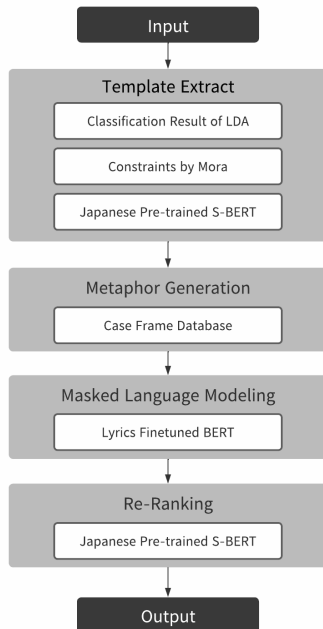 Input
Template Extract
Classification Result of LDA
Constraints by Mora
Japanese Pre-trained S-BERT
Metaphor Generation
Case Frame Database
Masked Language Modeling
Lyrics Finetuned BERT
Re-Ranking
Japanese Pre-trained S-BERT
Output